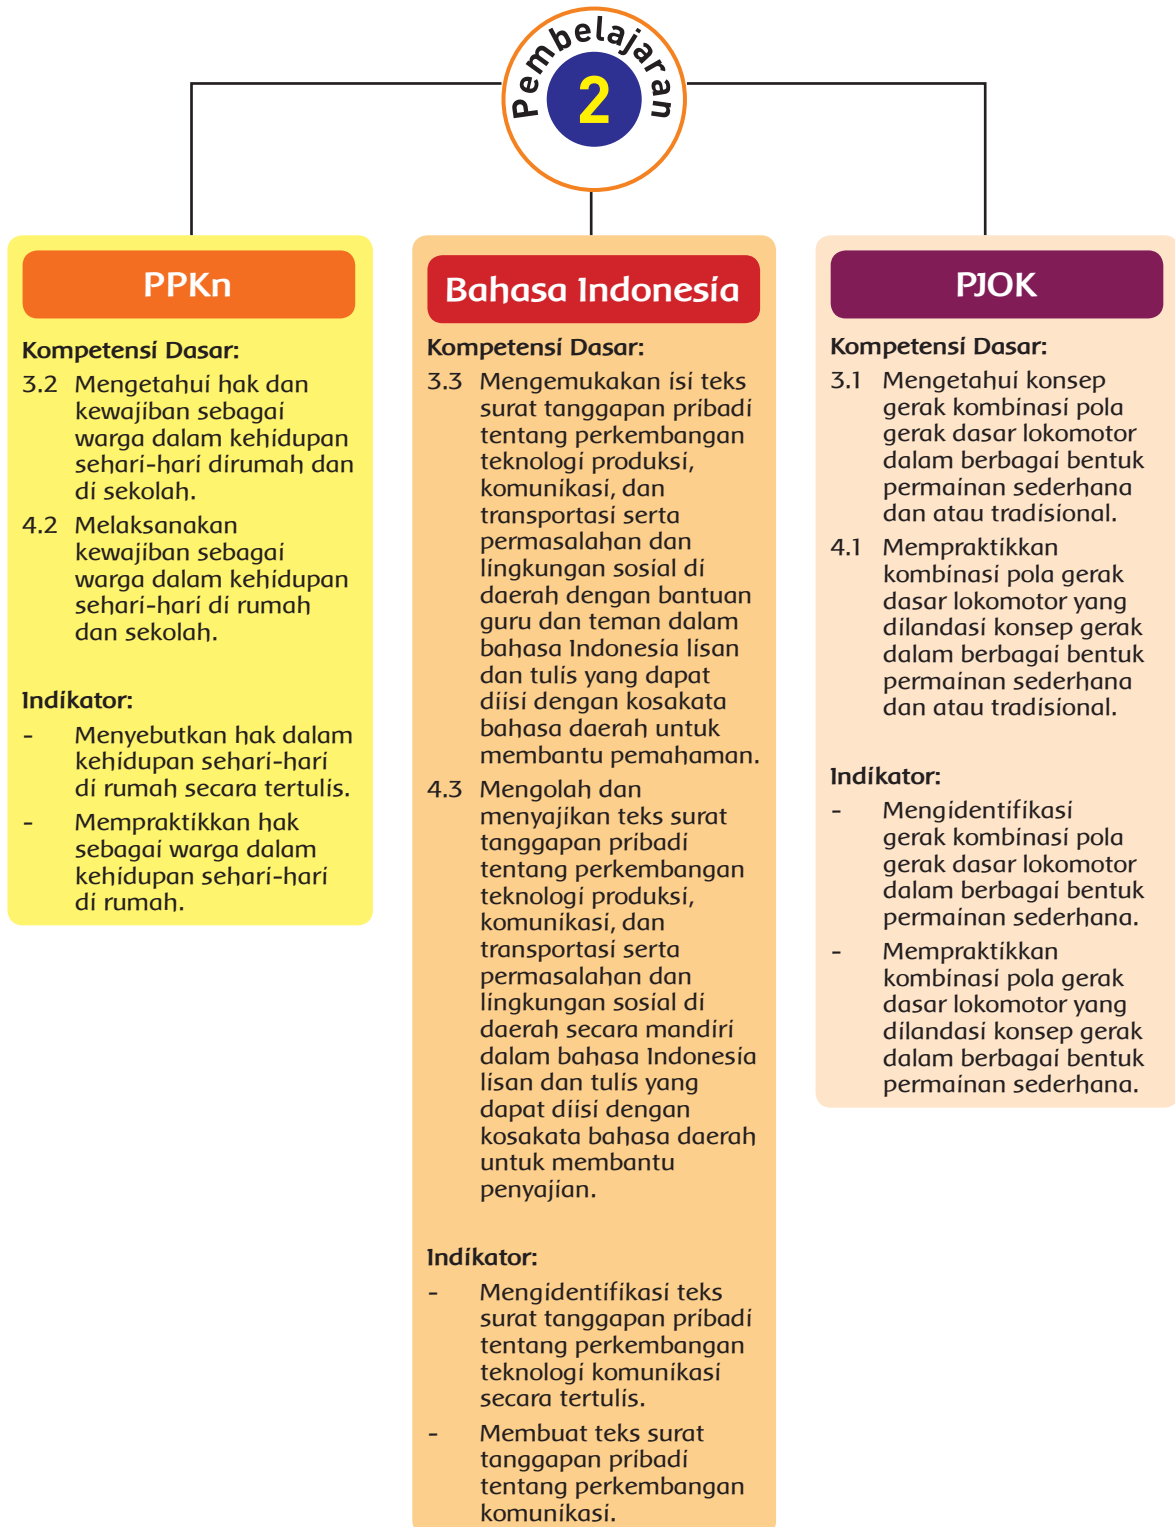 Pembelajaran
2
PPKn
Kompetensi Dasar:
3.2 Mengetahui hak dan
kewajiban sebagai
warga dalam kehidupan
sehari-hari dirumah dan
di sekolah.
4.2 Melaksanakan
kewajiban sebagai
warga dalam kehidupan
sehari-hari di rumah
dan sekolah.
Indikator:
- Menyebutkan hak dalam
kehidupan sehari-hari
di rumah secara tertulis.
- Mempraktikkan hak
sebagai warga dalam
kehidupan sehari-hari
di rumah.
Bahasa Indonesia
Kompetensi Dasar:
3.3 Mengemukakan isi teks
surat tanggapan pribadi
tentang perkembangan
teknologi produksi,
komunikasi, dan
transportasi serta
permasalahan dan
lingkungan sosial di
daerah dengan bantuan
guru dan teman dalam
bahasa Indonesia lisan
dan tulis yang dapat
diisi dengan kosakata
bahasa daerah untuk
membantu pemahaman.
4.3 Mengolah dan
menyajikan teks surat
tanggapan pribadi
tentang perkembangan
teknologi produksi,
komunikasi, dan
transportasi serta
permasalahan dan
lingkungan sosial di
daerah secara mandiri
dalam bahasa Indonesia
lisan dan tulis yang
dapat diisi dengan
kosakata bahasa daerah
untuk membantu
penyajian.
Indikator:
- Mengidentifikasi teks
surat tanggapan pribadi
tentang perkembangan
teknologi komunikasi
secara tertulis.
- Membuat teks surat
tanggapan pribadi
tentang perkembangan
komunikasi.
PJOK
Kompetensi Dasar:
3.1 Mengetahui konsep
gerak kombinasi pola
gerak dasar lokomotor
dalam berbagai bentuk
permainan sederhana
dan atau tradisional.
4.1 Mempraktikkan
kombinasi pola gerak
dasar lokomotor yang
dilandasi konsep gerak
dalam berbagai bentuk
permainan sederhana
dan atau tradisional.
Indikator:
- Mengidentifikasi
gerak kombinasi pola
gerak dasar lokomotor
dalam berbagai bentuk
permainan sederhana.
- Mempraktikkan
kombinasi pola gerak
dasar lokomotor yang
dilandasi konsep gerak
dalam berbagai bentuk
permainan sederhana.